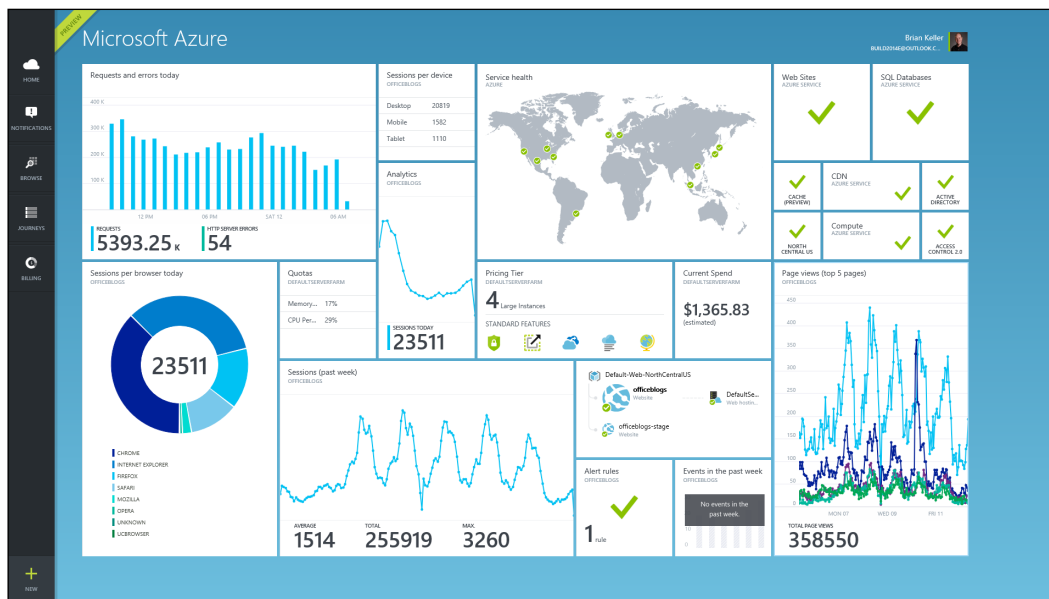 PREVIEW
Microsoft Azure
Brian Keller
BUILD2014E@OUTLOOK.C...
HOME
NOTIFICATIONS
BROWSE
JOURNEYS
BILLING
NEW
Requests and errors today
400 K
300 K
200 K
100 K
12 PM 06 PM SAT 12 06 AM
REQUESTS
5393.25 K
HTTP SERVER ERRORS
54
Sessions per device
OFFICEBLOGS
Desktop 20819
Mobile 1582
Tablet 1110
Analytics
OFFICEBLOGS
SESSIONS TODAY
23511
Service health
AZURE
Web Sites
AZURE SERVICE
SQL Databases
AZURE SERVICE
CACHE
(PREVIEW)
CDN
AZURE SERVICE
ACTIVE
DIRECTORY
NORTH
CENTRAL US
Compute
AZURE SERVICE
ACCESS
CONTROL 2.0
Sessions per browser today
OFFICEBLOGS
23511
CHROME
INTERNET EXPLORER
FIREFOX
SAFARI
MOZILLA
OPERA
UNKNOWN
UCBROWSER
Quotas
DEFAULTSERVERFARM
Memory... 17%
CPU Per... 29%
Pricing Tier
DEFAULTSERVERFARM
4 Large Instances
STANDARD FEATURES
Current Spend
DEFAULTSERVERFARM
$1,365.83
(estimated)
Page views (top 5 pages)
OFFICEBLOGS
450
400
350
300
250
200
150
100
50
0
MON 07 WED 09 FRI 11
TOTAL PAGE VIEWS
358550
Sessions (past week)
OFFICEBLOGS
AVERAGE
1514
TOTAL
255919
MAX
3260
Default-Web-NorthCentralUS
officeblogs
Website
DefaultSe...
Web hostin...
officeblogs-stage
Website
Alert rules
OFFICEBLOGS
1 rule
Events in the past week
OFFICEBLOGS
No events in the
past week.
10
0